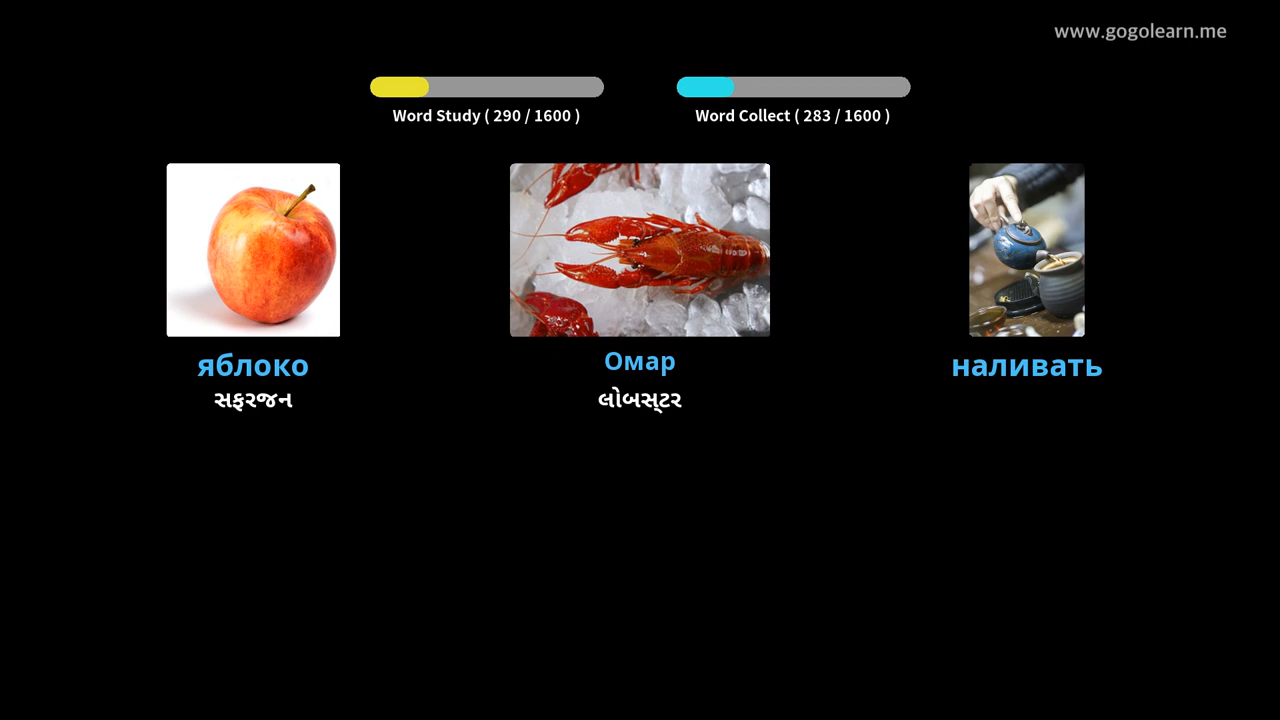 www.gogolearn.me
Word Study ( 290 / 1600 )
Word Collect ( 283 / 1600 )
яблоко
Омар
наливать
સફરજન
લોબસ્ટર